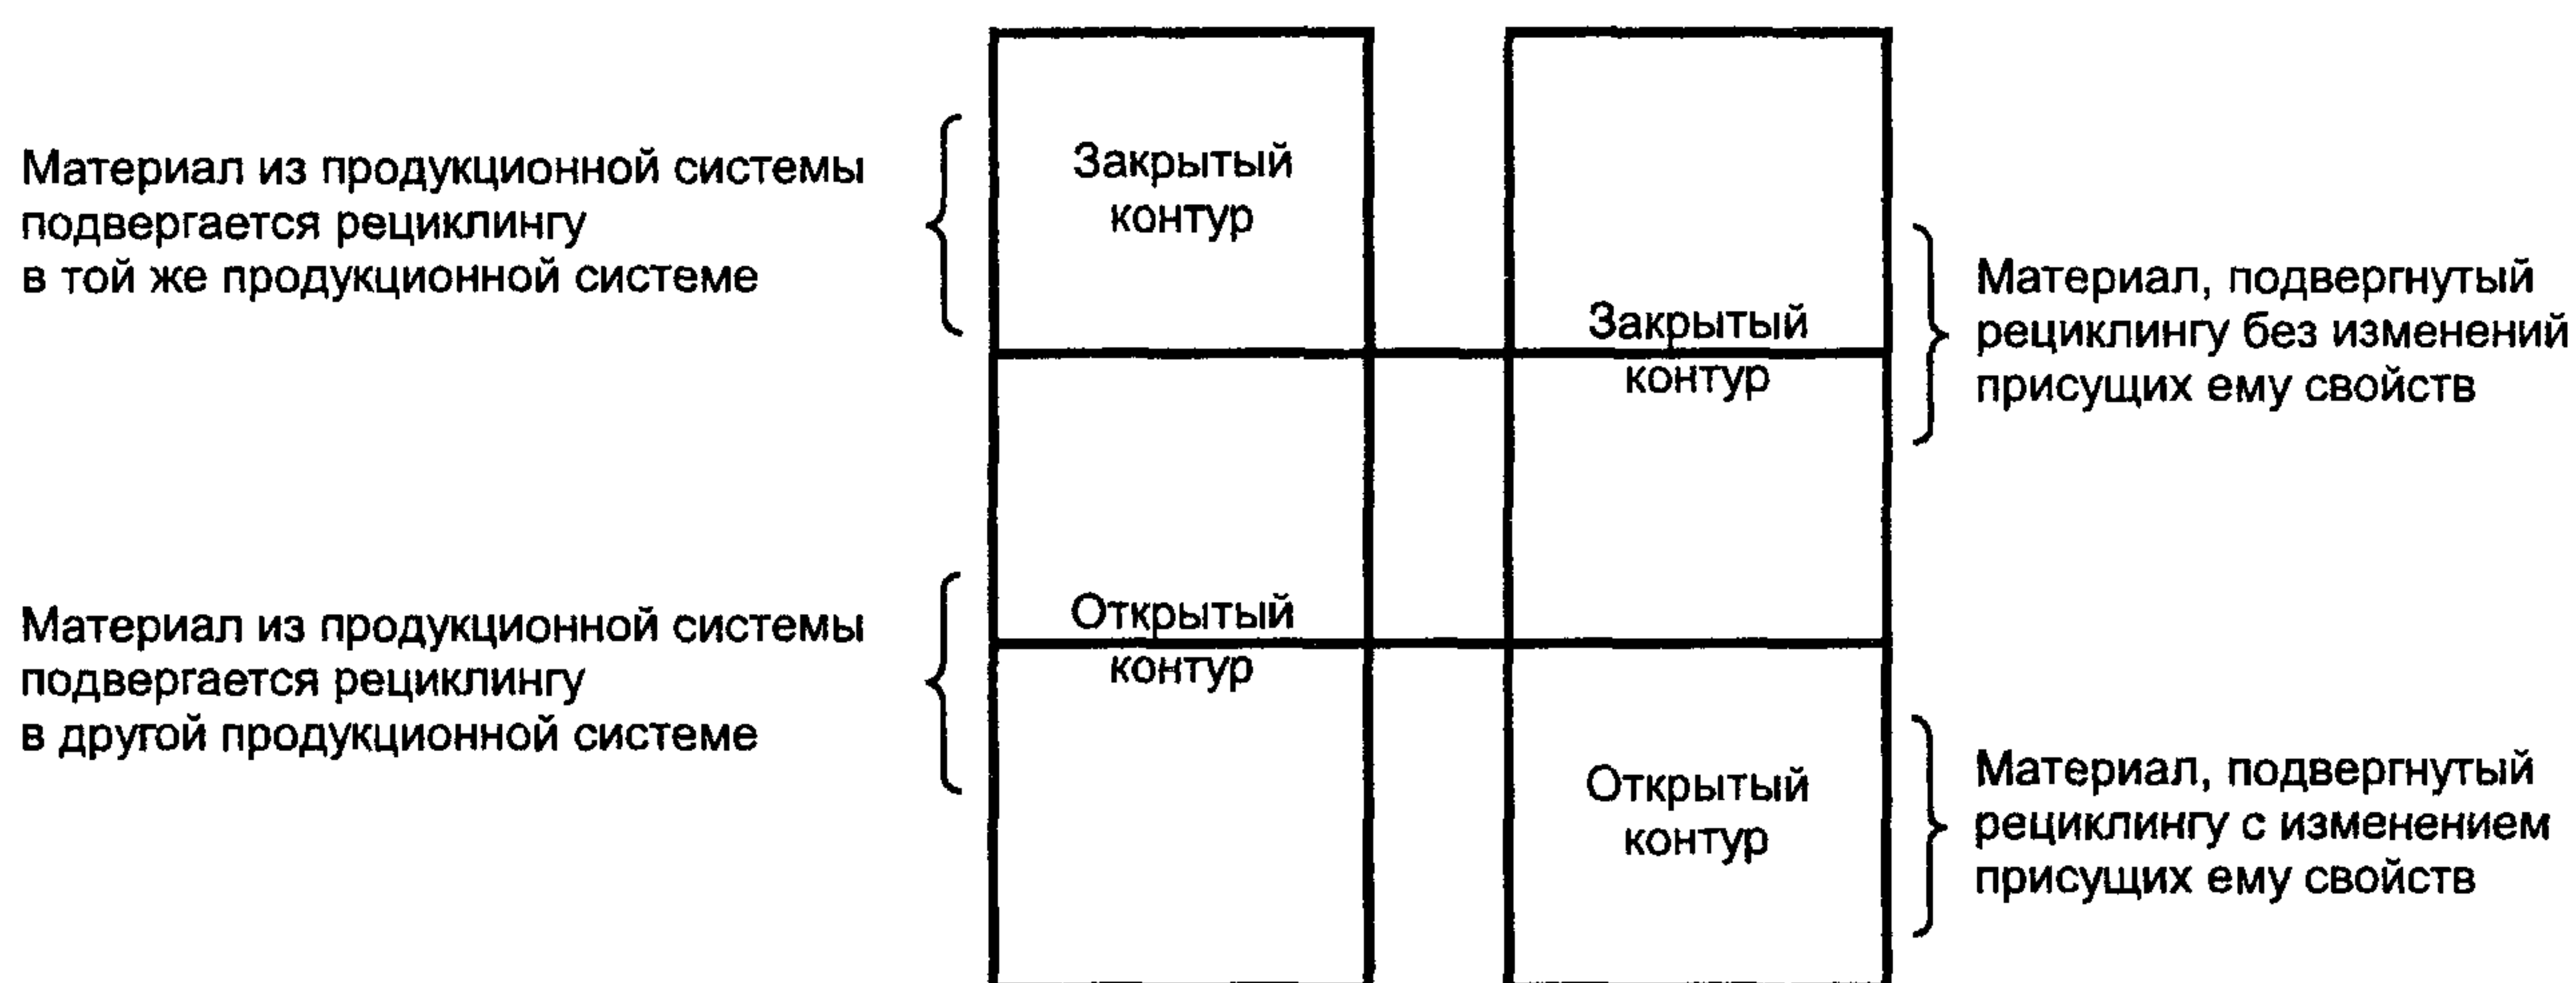 Материал из продукционной системы
подвергается рециклингу
в той же продукционной системе
Закрытый
контур
Закрытый
контур
Материал, подвергнутый
рециклингу без изменений
присущих ему свойств
Материал из продукционной системы
подвергается рециклингу
в другой продукционной системе
Открытый
контур
Открытый
контур
Материал, подвергнутый
рециклингу с изменением
присущих ему свойств